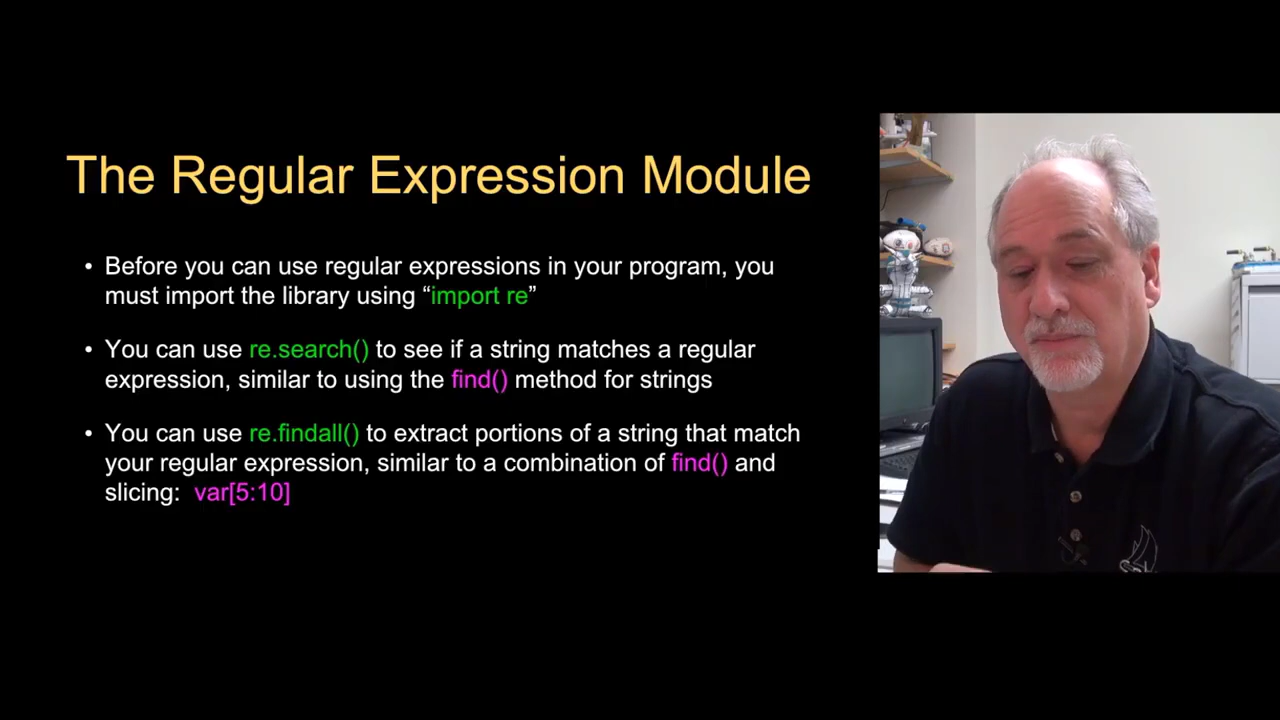 The Regular Expression Module
• Before you can use regular expressions in your program, you
must import the library using “import re”
• You can use re.search() to see if a string matches a regular
expression, similar to using the find() method for strings
• You can use re.findall() to extract portions of a string that match
your regular expression, similar to a combination of find() and
slicing: var[5:10]